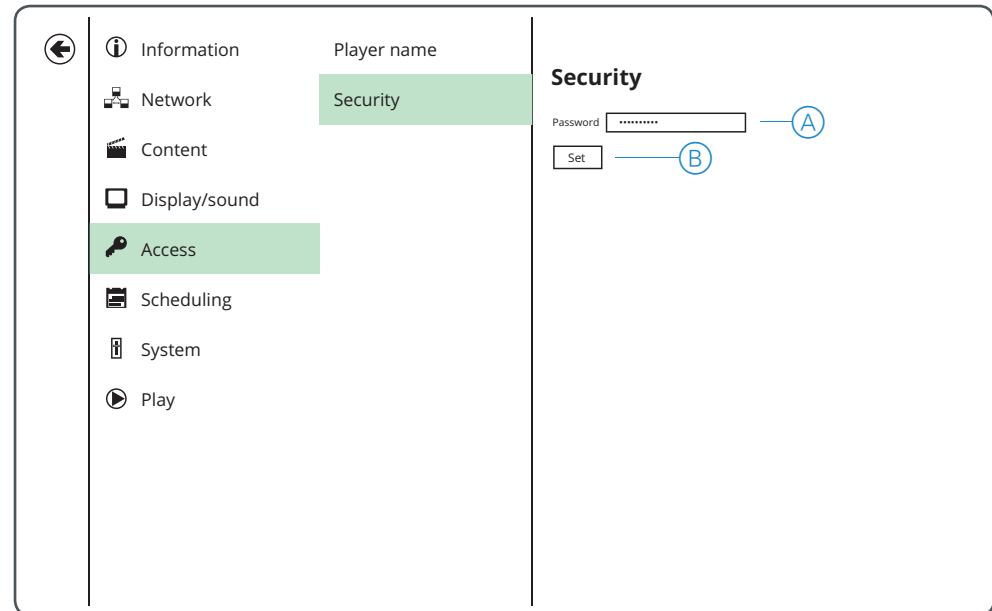 Information
Network
Content
Display/sound
Access
Scheduling
System
Play
Player name
Security
Security
Password ••••••••••
A
Set
B